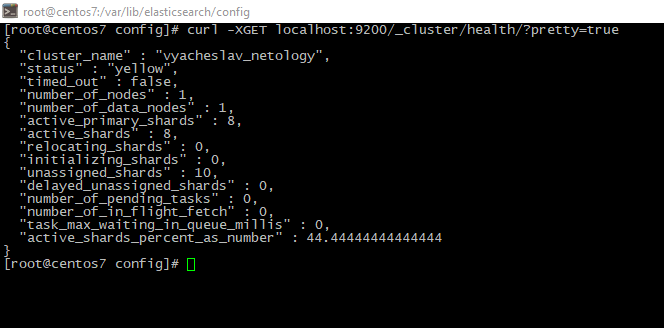 root@centos7:/var/lib/elasticsearch/config
[root@centos7 config]# curl -XGET localhost:9200/_cluster/health/?pretty=true
{
  "cluster_name" : "vyacheslav_netology",
  "status" : "yellow",
  "timed_out" : false,
  "number_of_nodes" : 1,
  "number_of_data_nodes" : 1,
  "active_primary_shards" : 8,
  "active_shards" : 8,
  "relocating_shards" : 0,
  "initializing_shards" : 0,
  "unassigned_shards" : 10,
  "delayed_unassigned_shards" : 0,
  "number_of_pending_tasks" : 0,
  "number_of_in_flight_fetch" : 0,
  "task_max_waiting_in_queue_millis" : 0,
  "active_shards_percent_as_number" : 44.44444444444444
}
[root@centos7 config]#